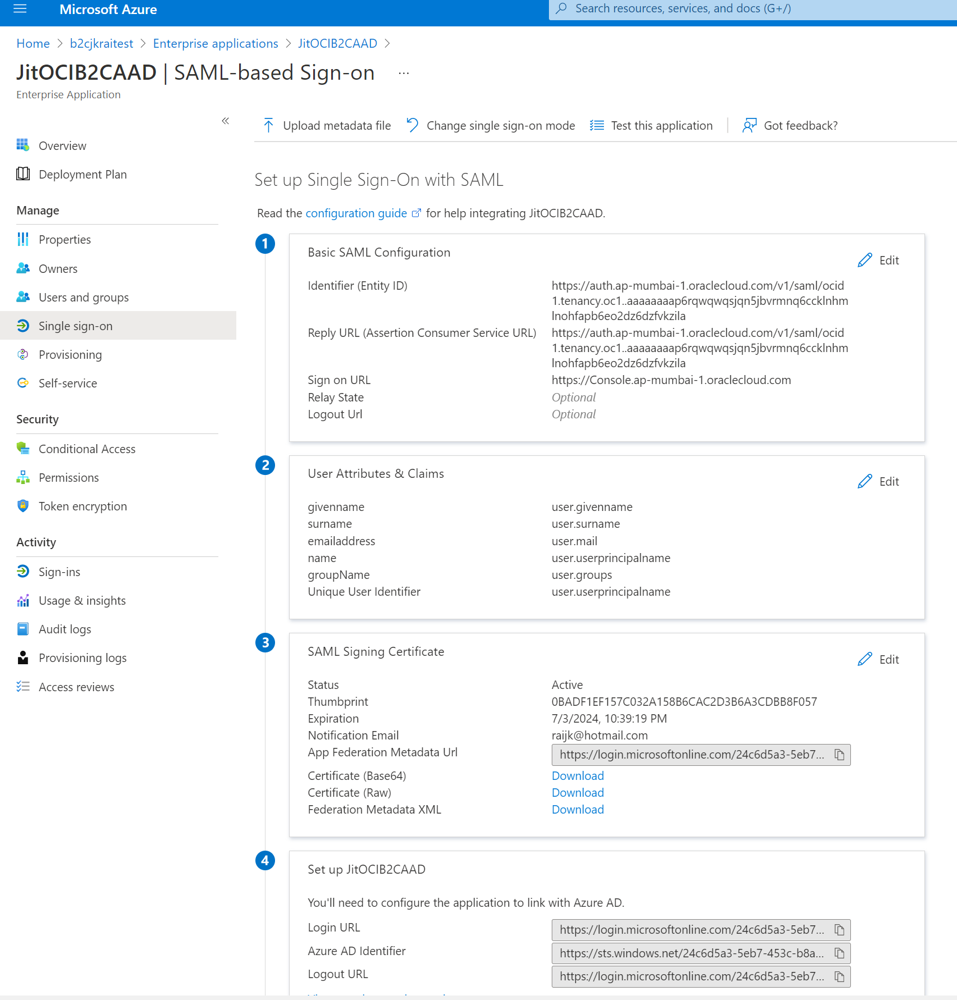 Microsoft Azure
Search resources, services, and docs (G+/)
Home > b2cjkraitest > Enterprise applications > JitOCIB2CAAD >
JitOCIB2CAAD | SAML-based Sign-on ...
Enterprise Application
«
Overview
Deployment Plan
Manage
Properties
Owners
Users and groups
Single sign-on
Provisioning
Self-service
Security
Conditional Access
Permissions
Token encryption
Activity
Sign-ins
Usage & insights
Audit logs
Provisioning logs
Access reviews
Upload metadata file
Change single sign-on mode
Test this application
Got feedback?
Set up Single Sign-On with SAML
Read the configuration guide for help integrating JitOCIB2CAAD.
1
Basic SAML Configuration
Edit
Identifier (Entity ID)
https://auth.ap-mumbai-1.oraclecloud.com/v1/saml/ocid
1.tenancy.oc1..aaaaaaaap6rqwqwqsjqn5jbvrmnq6ccklnhm
lnohfapb6eo2dz6dzfvkzila
Reply URL (Assertion Consumer Service URL)
https://auth.ap-mumbai-1.oraclecloud.com/v1/saml/ocid
1.tenancy.oc1..aaaaaaaap6rqwqwqsjqn5jbvrmnq6ccklnhm
lnohfapb6eo2dz6dzfvkzila
Sign on URL
https://Console.ap-mumbai-1.oraclecloud.com
Relay State
Optional
Logout Url
Optional
2
User Attributes & Claims
Edit
givenname
user.givenname
surname
user.surname
emailaddress
user.mail
name
user.userprincipalname
groupName
user.groups
Unique User Identifier
user.userprincipalname
3
SAML Signing Certificate
Edit
Status
Active
Thumbprint
0BADF1EF157C032A158B6CAC2D3B6A3CDBB8F057
Expiration
7/3/2024, 10:39:19 PM
Notification Email
raijk@hotmail.com
App Federation Metadata Url
https://login.microsoftonline.com/24c6d5a3-5eb7...
Certificate (Base64)
Download
Certificate (Raw)
Download
Federation Metadata XML
Download
4
Set up JitOCIB2CAAD
You'll need to configure the application to link with Azure AD.
Login URL
https://login.microsoftonline.com/24c6d5a3-5eb7...
Azure AD Identifier
https://sts.windows.net/24c6d5a3-5eb7-453c-b8a...
Logout URL
https://login.microsoftonline.com/24c6d5a3-5eb7...